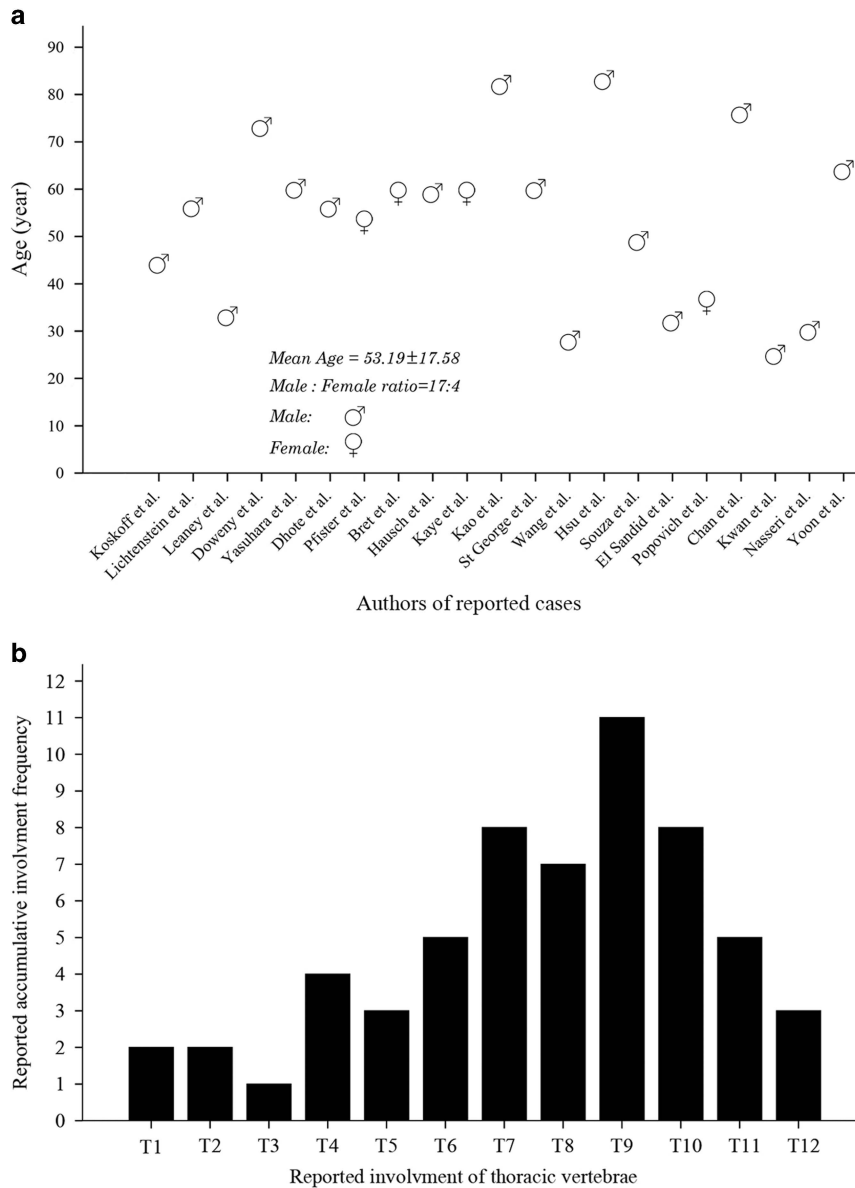 a
Age (year)
90
80
70
60
50
40
30
20
10
0
Mean Age = 53.19±17.58
Male : Female ratio=17:4
Male:
Female:
Koskoff et al.
Lichtenstein et al.
Leaney et al.
Doweny et al.
Yasuhara et al.
Dhote et al.
Pfister et al.
Bret et al.
Hausch et al.
Kaye et al.
Kao et al.
St George et al.
Wang et al.
Hsu et al.
Souza et al.
EI Sandid et al.
Popovich et al.
Chan et al.
Kwan et al.
Nasseri et al.
Yoon et al.
Authors of reported cases
b
Reported accumulative involvment frequency
12
11
10
9
8
7
6
5
4
3
2
1
0
T1 T2 T3 T4 T5 T6 T7 T8 T9 T10 T11 T12
Reported involvment of thoracic vertebrae